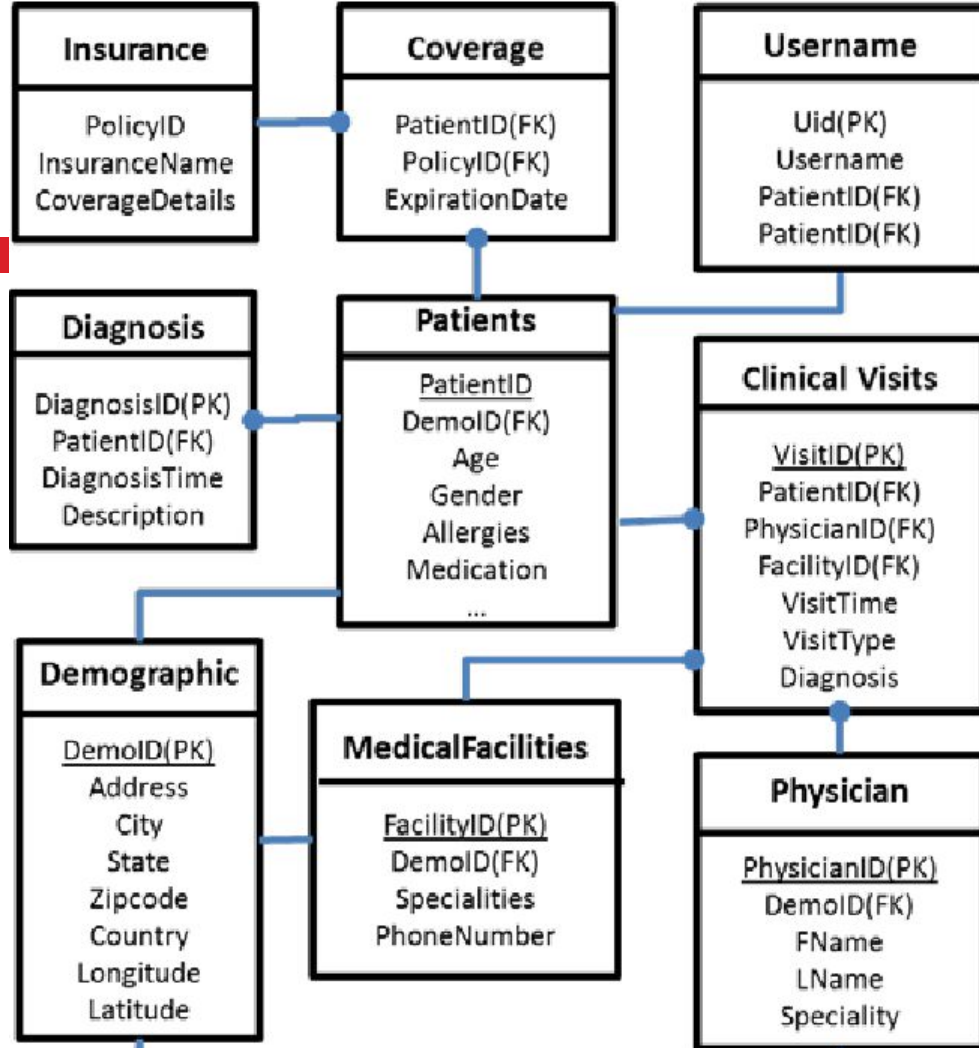 Insurance
PolicyID
InsuranceName
CoverageDetails
Coverage
PatientID(FK)
PolicyID(FK)
ExpirationDate
Username
Uid(PK)
Username
PatientID(FK)
PatientID(FK)
Diagnosis
DiagnosisID(PK)
PatientID(FK)
DiagnosisTime
Description
Patients
PatientID
DemoID(FK)
Age
Gender
Allergies
Medication
...
Clinical Visits
VisitID(PK)
PatientID(FK)
PhysicianID(FK)
FacilityID(FK)
VisitTime
VisitType
Diagnosis
Demographic
DemoID(PK)
Address
City
State
Zipcode
Country
Longitude
Latitude
MedicalFacilities
FacilityID(PK)
DemoID(FK)
Specialities
PhoneNumber
Physician
PhysicianID(PK)
DemoID(FK)
FName
LName
Speciality